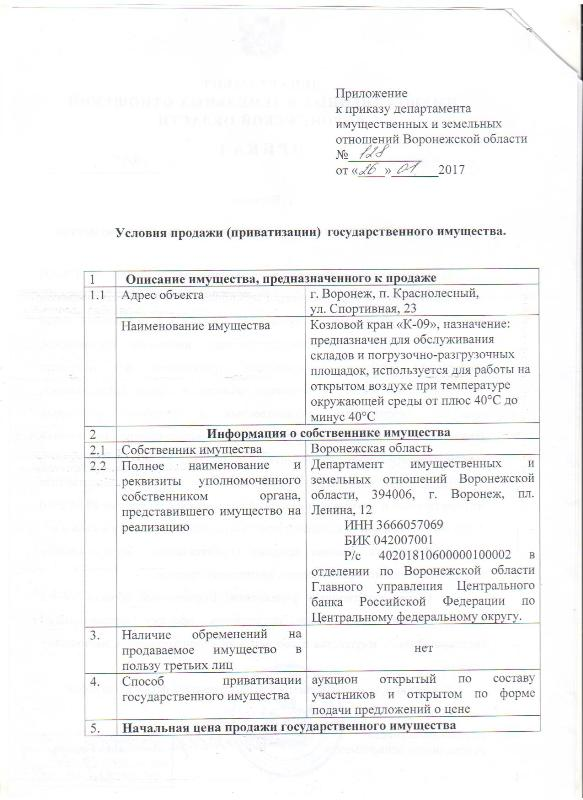 Приложение
к приказу департамента
имущественных и земельных
отношений Воронежской области
№ 128
от «26» 01 2017
Условия продажи (приватизации) государственного имущества.
1 Описание имущества, предназначенного к продаже
1.1 Адрес объекта
г. Воронеж, п. Краснолесный,
ул. Спортивная, 23
Наименование имущества
Козловой кран «К-09», назначение:
предназначен для обслуживания
складов и погрузочно-разгрузочных
площадок, используется для работы на
открытом воздухе при температуре
окружающей среды от плюс 40°С до
минус 40°С
2 Информация о собственнике имущества
2.1 Собственник имущества
Воронежская область
2.2 Полное наименование и
реквизиты уполномоченного
собственником органа,
представившего имущество на
реализацию
Департамент имущественных и
земельных отношений Воронежской
области, 394006, г. Воронеж, пл.
Ленина, 12
ИНН 3666057069
БИК 042007001
Р/с 40201810600000100002 в
отделении по Воронежской области
Главного управления Центрального
банка Российской Федерации по
Центральному федеральному округу.
3. Наличие обременений на
продаваемое имущество в
пользу третьих лиц
нет
4. Способ приватизации
государственного имущества
аукцион открытый по составу
участников и открытом по форме
подачи предложений о цене
5. Начальная цена продажи государственного имущества